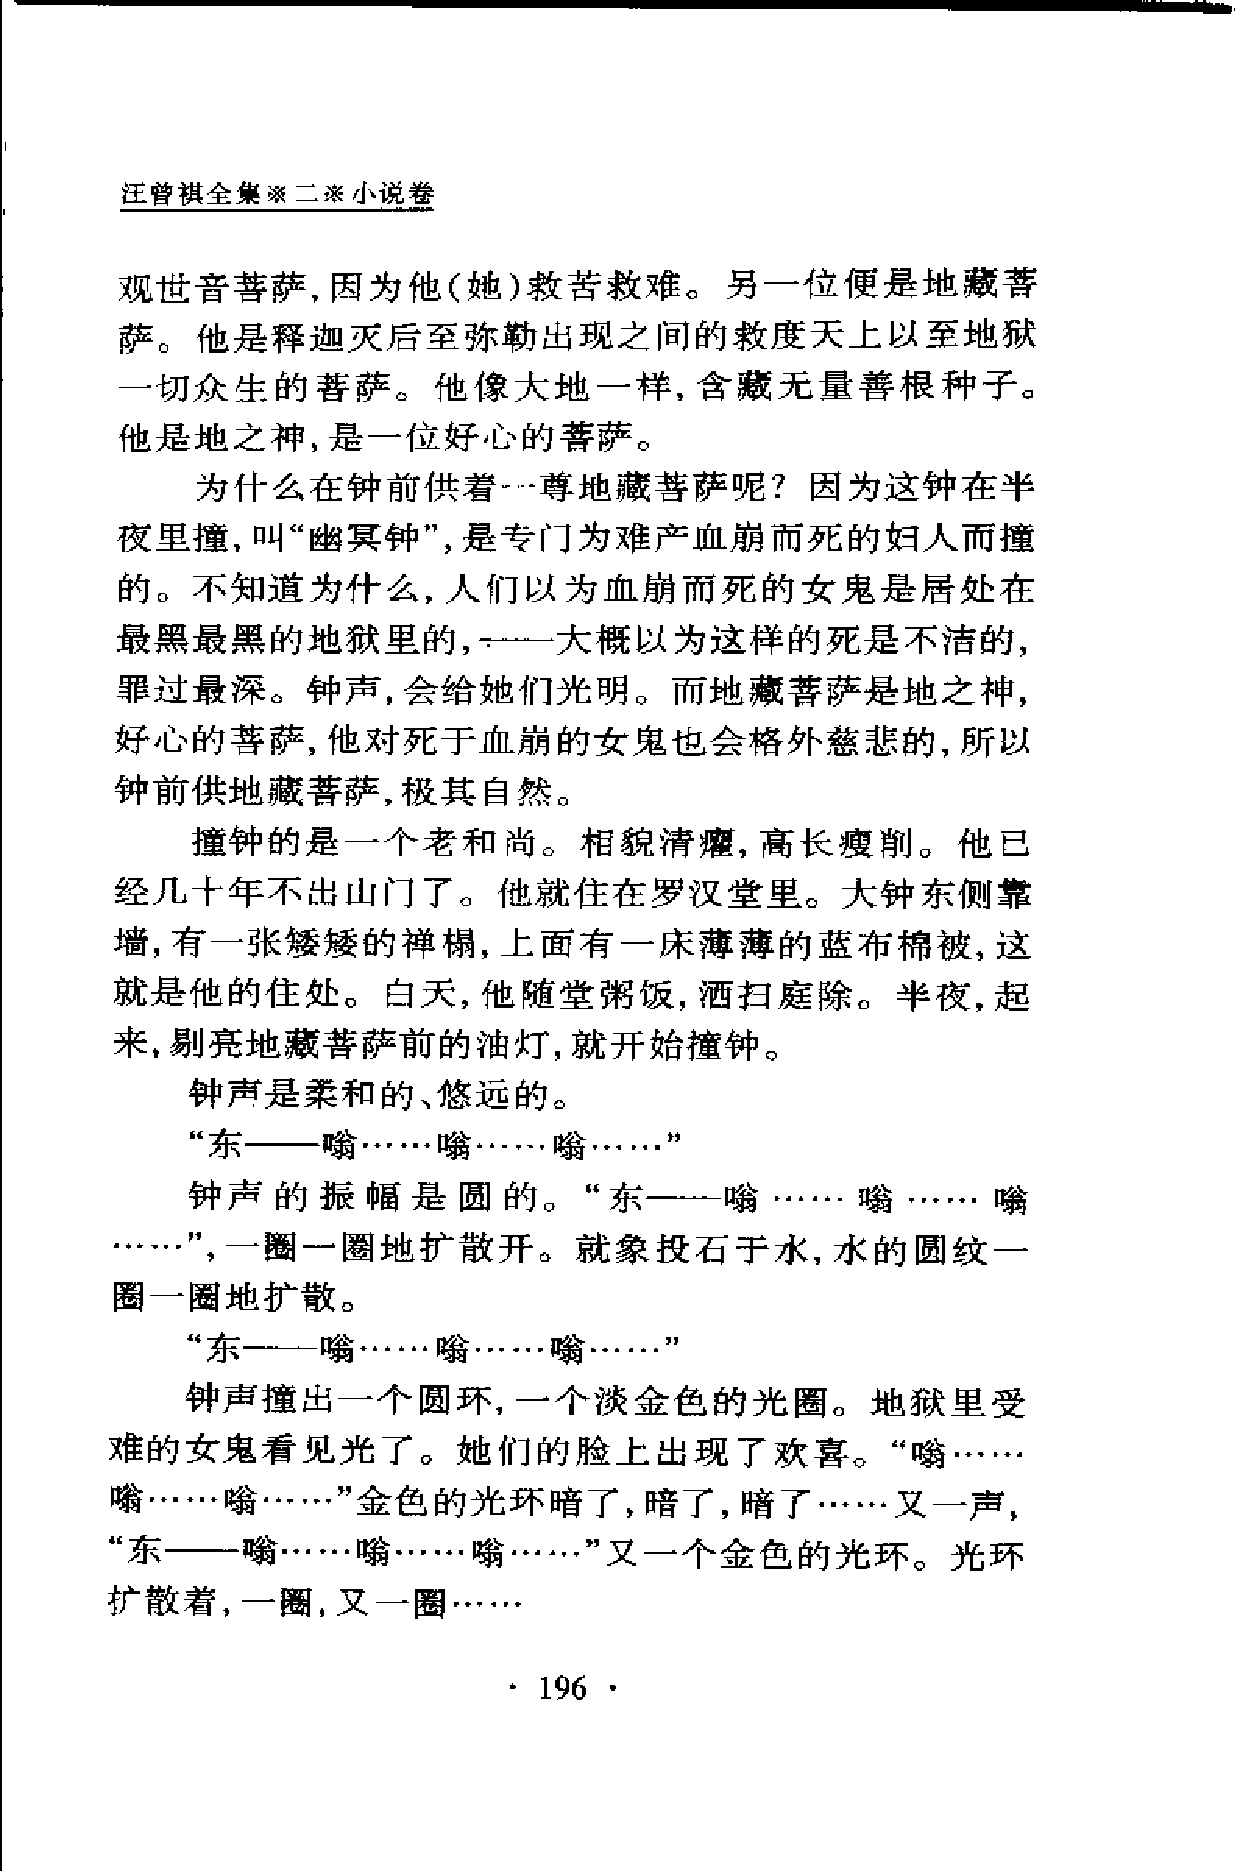 汪曾祺全集※二※小说卷
观世音菩萨,因为他(她)救苦救难。另一位便是地藏菩
萨。他是释迦灭后至弥勒出现之间的救度天上以至地狱
一切众生的菩萨。他像大地一样,含藏无量善根种子。
他是地之神,是一位好心的菩萨。
为什么在钟前供着一尊地藏菩萨呢?因为这钟在半
夜里撞,叫“幽冥钟”,是专门为难产血崩而死的妇人而撞
的。不知道为什么,人们以为血崩而死的女鬼是居处在
最黑最黑的地狱里的,——大概以为这样的死是不洁的,
罪过最深。钟声,会给她们光明。而地藏菩萨是地之神,
好心的菩萨,他对死于血崩的女鬼也会格外慈悲的,所以
钟前供地藏菩萨,极其自然。
撞钟的是一个老和尚。相貌清癯,高长瘦削。他已
经几十年不出山门了。他就住在罗汉堂里。大钟东侧靠
墙,有一张矮矮的禅榻,上面有一床薄薄的蓝布棉被,这
就是他的住处。白天,他随堂粥饭,洒扫庭除。半夜,起
来,剔亮地藏菩萨前的油灯,就开始撞钟。
钟声是柔和的、悠远的。
“东——嗡……嗡……嗡……”
钟声的振幅是圆的。“东——嗡……嗡……嗡
……”,一圈一圈地扩散开。就象投石于水,水的圆纹一
圈一圈地扩散。
“东——嗡……嗡……嗡……”
钟声撞出一个圆环,一个淡金色的光圈。地狱里受
难的女鬼看见光了。她们的脸上出现了欢喜。“嗡……
嗡……嗡……”金色的光环暗了,暗了,暗了……又一声,
“东——嗡……嗡……嗡……”又一个金色的光环。光环
扩散着,一圈,又一圈……
· 196 ·